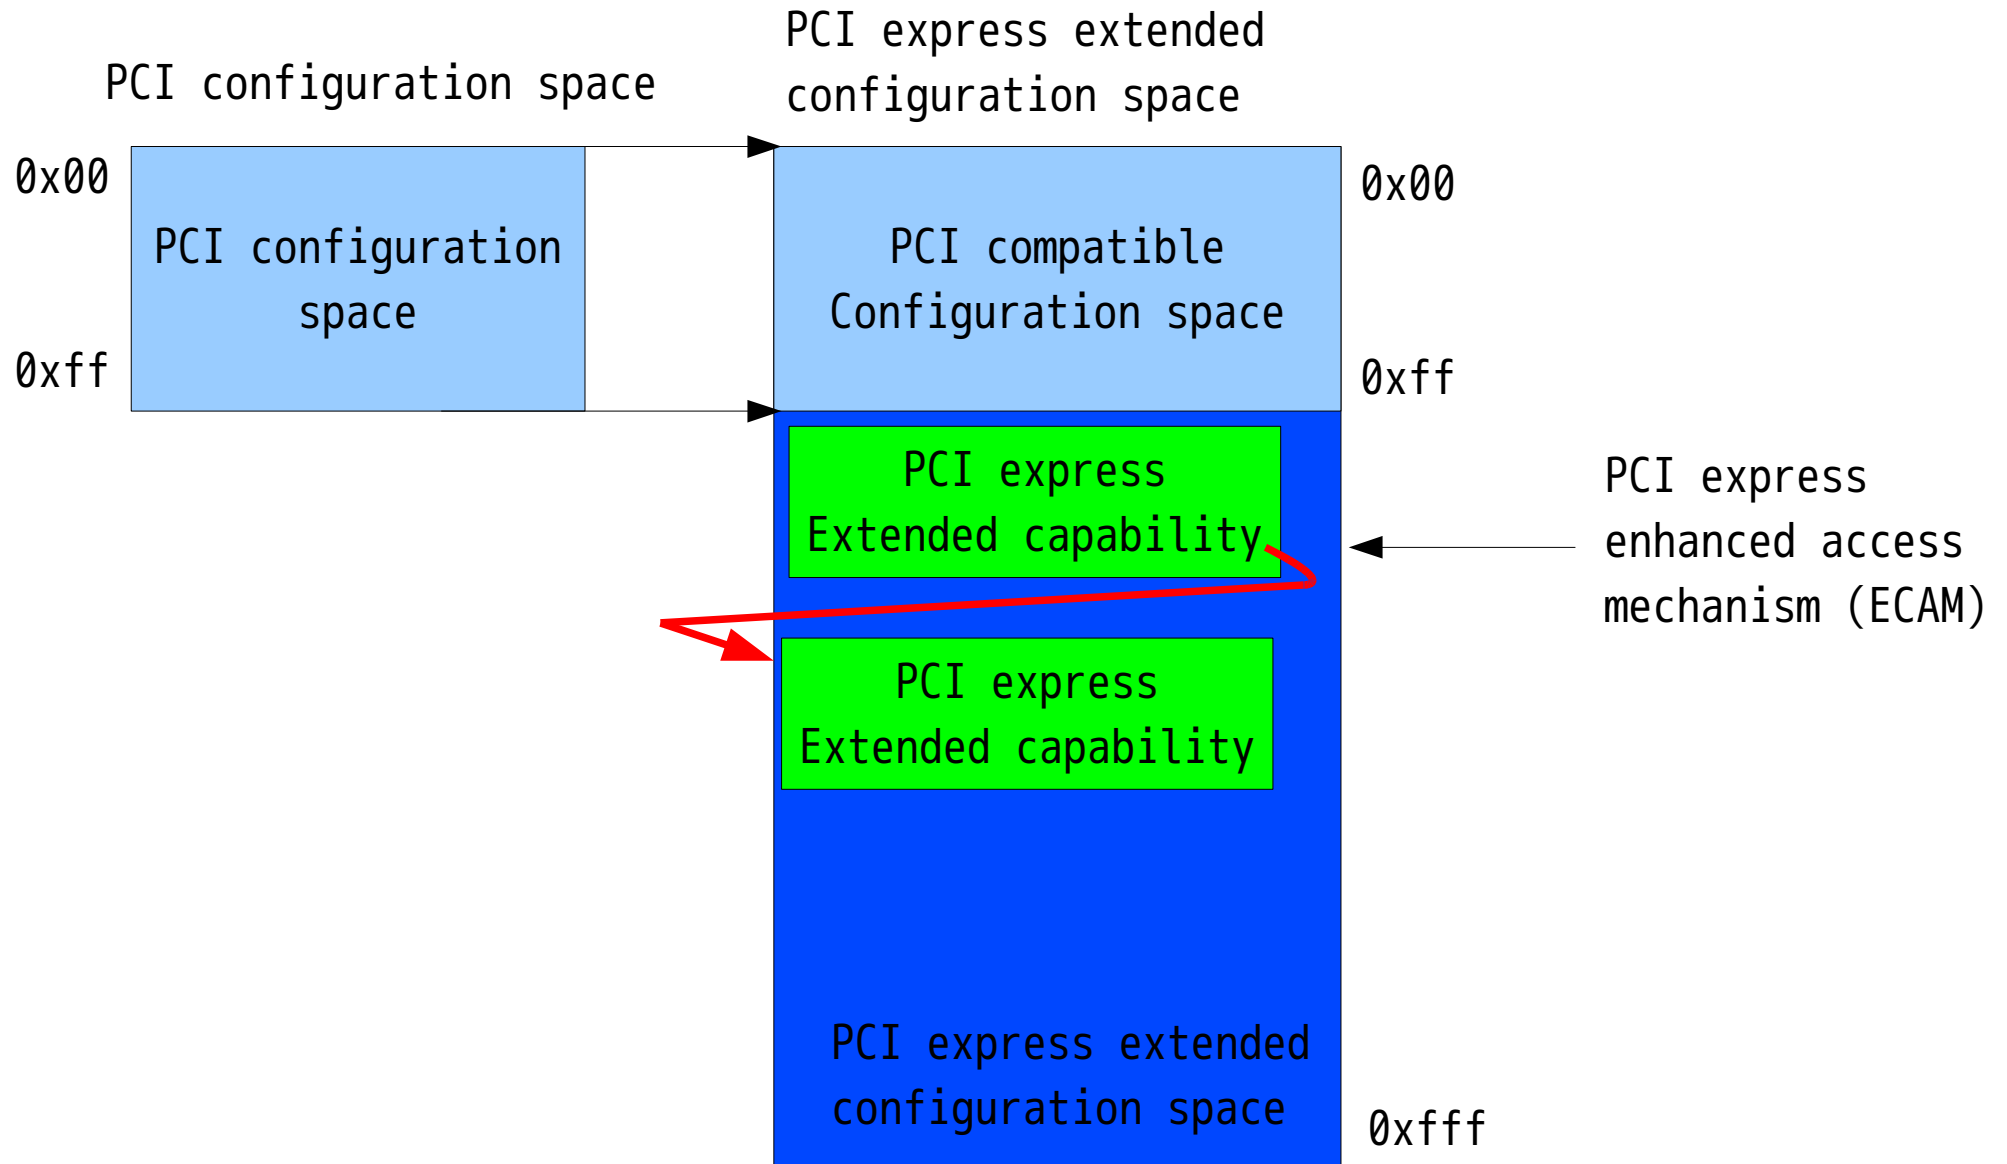 PCI configuration space
PCI express extended
configuration space
0x00
PCI configuration
space
0xff
PCI compatible
Configuration space
0x00
0xff
PCI express
Extended capability
PCI express
enhanced access
mechanism (ECAM)
PCI express
Extended capability
PCI express extended
configuration space
0xfff